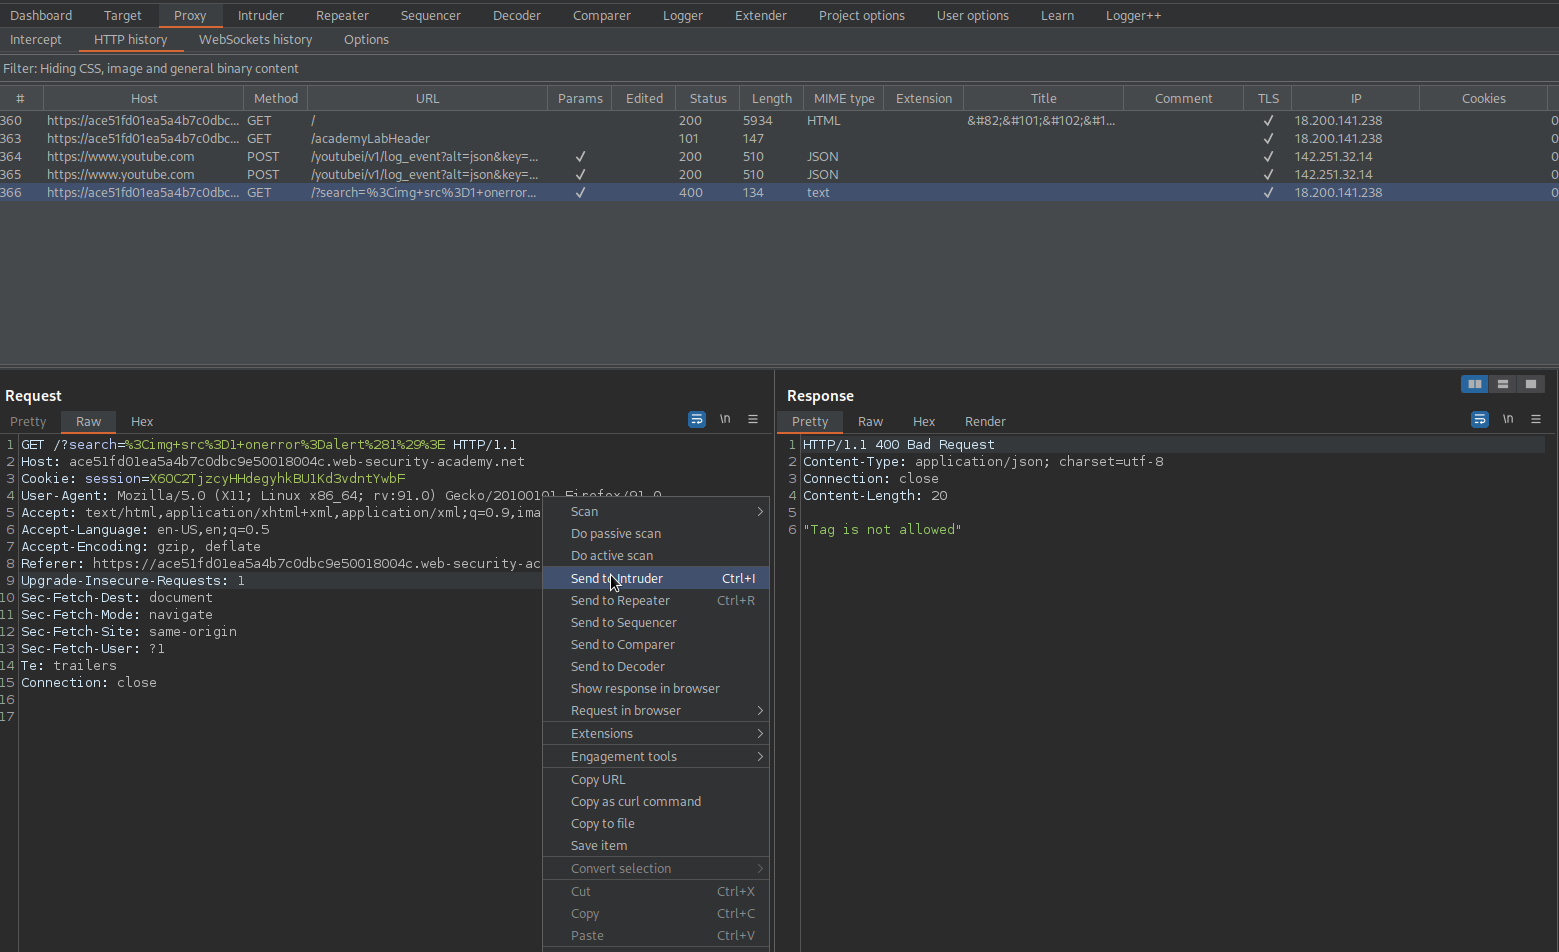 Dashboard Target Proxy Intruder Repeater Sequencer Decoder Comparer Logger Extender Project options User options Learn Logger++
Intercept HTTP history WebSockets history Options
Filter: Hiding CSS, image and general binary content
# Host Method URL Params Edited Status Length MIME type Extension Title Comment TLS IP Cookies
360 https://ace51fd01ea5a4b7c0dbc... GET / 200 5934 HTML &#82;&#101;&#102;&#1... ✓ 18.200.141.238 0
363 https://ace51fd01ea5a4b7c0dbc... GET /academyLabHeader 101 147 ✓ 18.200.141.238 0
364 https://www.youtube.com POST /youtubei/v1/log_event?alt=json&key=... ✓ 200 510 JSON ✓ 142.251.32.14 0
365 https://www.youtube.com POST /youtubei/v1/log_event?alt=json&key=... ✓ 200 510 JSON ✓ 142.251.32.14 0
366 https://ace51fd01ea5a4b7c0dbc... GET /?search=%3Cimg+src%3D1+onerror... ✓ 400 134 text ✓ 18.200.141.238 0
Request
Pretty Raw Hex \n
1 GET /?search=%3Cimg+src%3D1+onerror%3Dalert%281%29%3E HTTP/1.1
2 Host: ace51fd01ea5a4b7c0dbc9e50018004c.web-security-academy.net
3 Cookie: session=X6OC2TjzcyHHdegyhkBU1Kd3vdntYwbF
4 User-Agent: Mozilla/5.0 (X11; Linux x86_64; rv:91.0) Gecko/20100101 Firefox/91.0
5 Accept: text/html,application/xhtml+xml,application/xml;q=0.9,ima
6 Accept-Language: en-US,en;q=0.5
7 Accept-Encoding: gzip, deflate
8 Referer: https://ace51fd01ea5a4b7c0dbc9e50018004c.web-security-ac
9 Upgrade-Insecure-Requests: 1
10 Sec-Fetch-Dest: document
11 Sec-Fetch-Mode: navigate
12 Sec-Fetch-Site: same-origin
13 Sec-Fetch-User: ?1
14 Te: trailers
15 Connection: close
16
17
Scan
Do passive scan
Do active scan
Send to Intruder Ctrl+I
Send to Repeater Ctrl+R
Send to Sequencer
Send to Comparer
Send to Decoder
Show response in browser
Request in browser
Extensions
Engagement tools
Copy URL
Copy as curl command
Copy to file
Save item
Convert selection
Cut Ctrl+X
Copy Ctrl+C
Paste Ctrl+V
Response
Pretty Raw Hex Render \n
1 HTTP/1.1 400 Bad Request
2 Content-Type: application/json; charset=utf-8
3 Connection: close
4 Content-Length: 20
5
6 "Tag is not allowed"